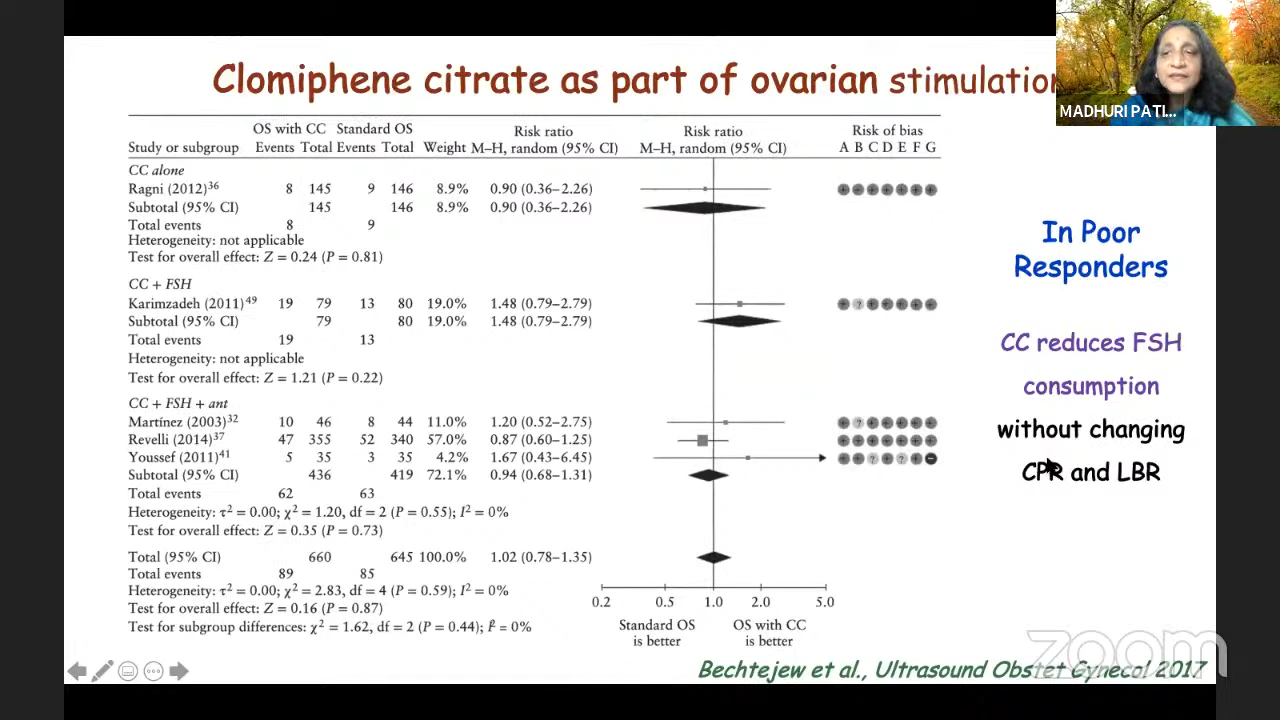 Clomiphene citrate as part of ovarian stimulation
MADHURI PATI...
OS with CC Standard OS Risk ratio Risk ratio Risk of bias
Study or subgroup Events Total Events Total Weight M–H, random (95% CI) M–H, random (95% CI) A B C D E F G
CC alone
Ragni (2012)36 8 145 9 146 8.9% 0.90 (0.36–2.26)
Subtotal (95% CI) 145 146 8.9% 0.90 (0.36–2.26)
Total events 8 9
Heterogeneity: not applicable
Test for overall effect: Z = 0.24 (P = 0.81)
CC + FSH
Karimzadeh (2011)49 19 79 13 80 19.0% 1.48 (0.79–2.79)
Subtotal (95% CI) 79 80 19.0% 1.48 (0.79–2.79)
Total events 19 13
Heterogeneity: not applicable
Test for overall effect: Z = 1.21 (P = 0.22)
CC + FSH + ant
Martínez (2003)32 10 46 8 44 11.0% 1.20 (0.52–2.75)
Revelli (2014)37 47 355 52 340 57.0% 0.87 (0.60–1.25)
Youssef (2011)41 5 35 3 35 4.2% 1.67 (0.43–6.45)
Subtotal (95% CI) 436 419 72.1% 0.94 (0.68–1.31)
Total events 62 63
Heterogeneity: τ2 = 0.00; χ2 = 1.20, df = 2 (P = 0.55); I2 = 0%
Test for overall effect: Z = 0.35 (P = 0.73)
Total (95% CI) 660 645 100.0% 1.02 (0.78–1.35)
Total events 89 85
Heterogeneity: τ2 = 0.00; χ2 = 2.83, df = 4 (P = 0.59); I2 = 0%
Test for overall effect: Z = 0.16 (P = 0.87)
Test for subgroup differences: χ2 = 1.62, df = 2 (P = 0.44); I2 = 0%
0.2 0.5 1.0 2.0 5.0
Standard OS OS with CC
is better is better
In Poor
Responders
CC reduces FSH
consumption
without changing
CPR and LBR
Bechtejew et al., Ultrasound Obstet Gynecol 2017
zoom